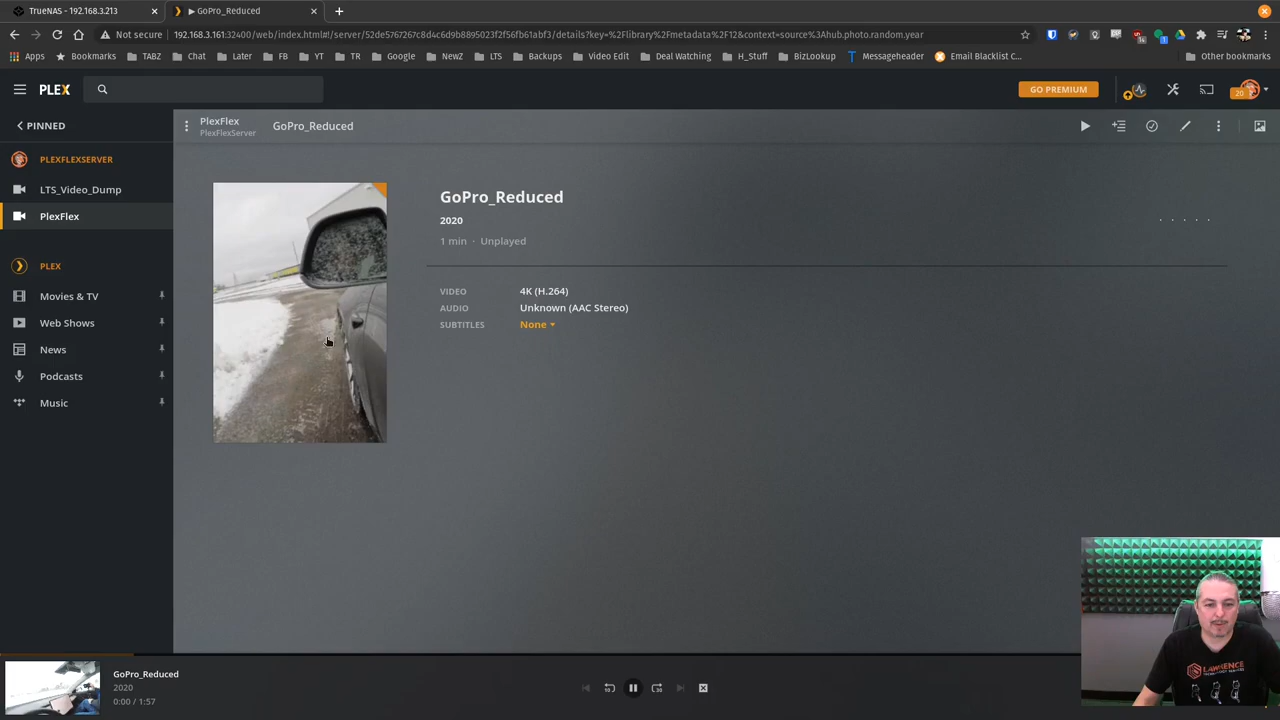 TrueNAS - 192.168.3.213
▶ GoPro_Reduced
Not secure
192.168.3.161:32400/web/index.html#!/server/52de5767267c8d4c6d9b8895023f2f56fb61abf3/details?key=%2Flibrary%2Fmetadata%2F12&context=source%3Ahub.photo.random.year
Apps
Bookmarks
TABZ
Chat
Later
FB
YT
TR
Google
NewZ
LTS
Backups
Video Edit
Deal Watching
H_Stuff
BizLookup
Messageheader
Email Blacklist C...
Other bookmarks
PLEX
GO PREMIUM
20
PINNED
PLEXFLEXSERVER
LTS_Video_Dump
PlexFlex
PLEX
Movies & TV
Web Shows
News
Podcasts
Music
PlexFlex
PlexFlexServer
GoPro_Reduced
GoPro_Reduced
2020
1 min · Unplayed
VIDEO 4K (H.264)
AUDIO Unknown (AAC Stereo)
SUBTITLES None
GoPro_Reduced
2020
0:00 / 1:57
LAWRENCE